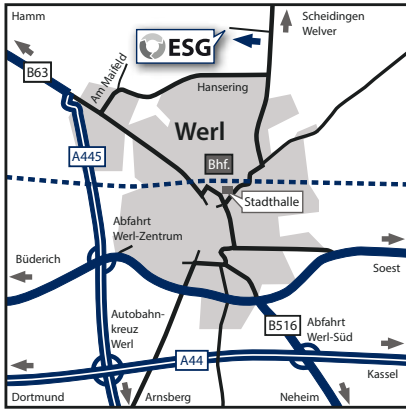 Hamm
Scheidingen
Welver
ESG
B63
Am Maifeld
Hansering
Werl
A445
Bhf.
Stadthalle
Abfahrt
Werl-Zentrum
Büderich
Soest
Autobahn-
kreuz
Werl
B516
Abfahrt
Werl-Süd
A44
Kassel
Dortmund
Arnsberg
Neheim